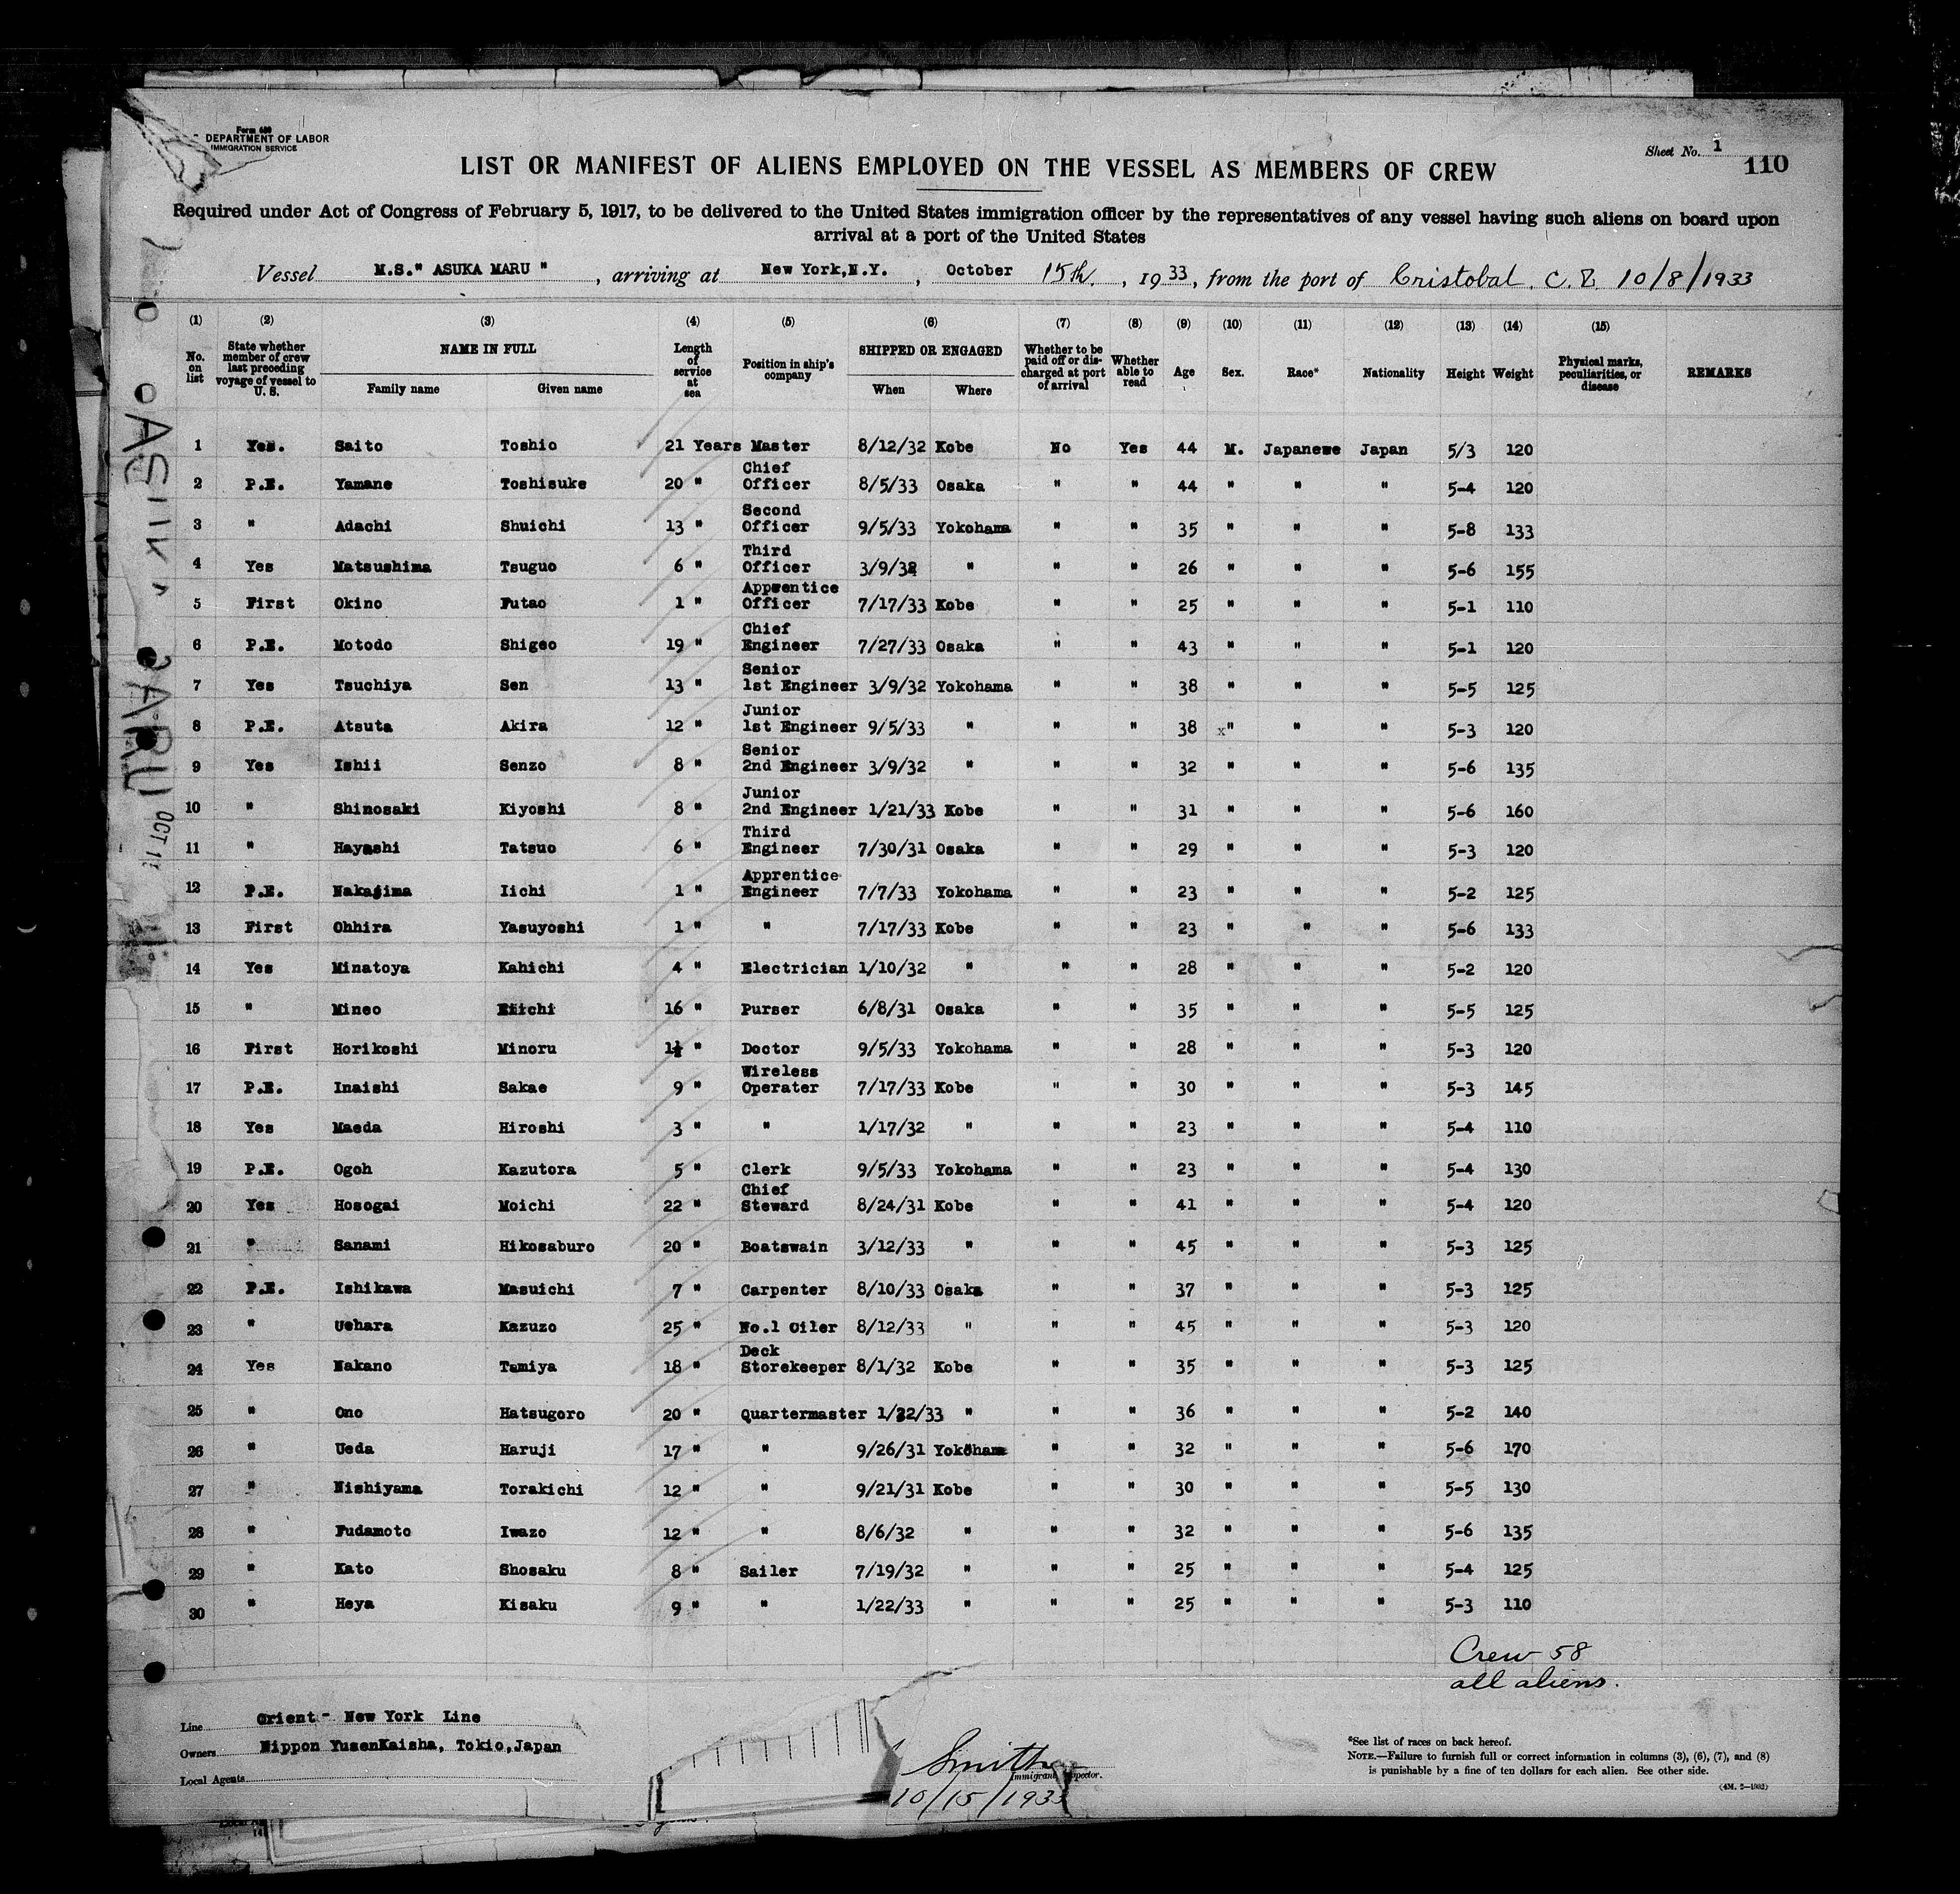 Form 680
DEPARTMENT OF LABOR
IMMIGRATION SERVICE
Sheet No. 1
110
LIST OR MANIFEST OF ALIENS EMPLOYED ON THE VESSEL AS MEMBERS OF CREW
Required under Act of Congress of February 5, 1917, to be delivered to the United States immigration officer by the representatives of any vessel having such aliens on board upon
arrival at a port of the United States
Vessel M.S." ASUKA MARU ", arriving at New York,N.Y., October 15th., 1933, from the port of Cristobal. C.Z. 10/8/1933
(1) (2) (3) (4) (5) (6) (7) (8) (9) (10) (11) (12) (13) (14) (15)
No. on list | State whether member of crew last preceding voyage of vessel to U. S. | NAME IN FULL Family name Given name | Length of service at sea | Position in ship's company | SHIPPED OR ENGAGED When Where | Whether to be paid off or discharged at port of arrival | Whether able to read | Age | Sex. | Race* | Nationality | Height | Weight | Physical marks, peculiarities, or disease | REMARKS
1 Yes. Saito Toshio 21 Years Master 8/12/32 Kobe No Yes 44 M. Japanewe Japan 5/3 120
2 P.E. Yamane Toshisuke 20 " Chief Officer 8/5/33 Osaka " " 44 " " " 5-4 120
3 " Adachi Shuichi 13 " Second Officer 9/5/33 Yokohama " " 35 " " " 5-8 133
4 Yes Matsushima Tsuguo 6 " Third Officer 3/9/32 " " " 26 " " " 5-6 155
5 First Okino Futao 1 " Apprentice Officer 7/17/33 Kobe " " 25 " " " 5-1 110
6 P.E. Motodo Shigeo 19 " Chief Engineer 7/27/33 Osaka " " 43 " " " 5-1 120
7 Yes Tsuchiya Sen 13 " Senior 1st Engineer 3/9/32 Yokohama " " 38 " " " 5-5 125
8 P.E. Atsuta Akira 12 " Junior 1st Engineer 9/5/33 " " " 38 x" " " 5-3 120
9 Yes Ishii Senzo 8 " Senior 2nd Engineer 3/9/32 " " " 32 " " " 5-6 135
10 " Shinosaki Kiyoshi 8 " Junior 2nd Engineer 1/21/33 Kobe " " 31 " " " 5-6 160
11 " Hayashi Tatsuo 6 " Third Engineer 7/30/31 Osaka " " 29 " " " 5-3 120
12 P.E. Nakajima Iichi 1 " Apprentice Engineer 7/7/33 Yokohama " " 23 " " " 5-2 125
13 First Ohhira Yasuyoshi 1 " " 7/17/33 Kobe " " 23 " " " 5-6 133
14 Yes Minatoya Kahichi 4 " Electrician 1/10/32 " " " 28 " " " 5-2 120
15 " Mineo Eiichi 16 " Purser 6/8/31 Osaka " " 35 " " " 5-5 125
16 First Horikoshi Minoru 1½ " Doctor 9/5/33 Yokohama " " 28 " " " 5-3 120
17 P.E. Inaishi Sakae 9 " Wireless Operater 7/17/33 Kobe " " 30 " " " 5-3 145
18 Yes Maeda Hiroshi 3 " " 1/17/32 " " " 23 " " " 5-4 110
19 P.E. Ogoh Kazutora 5 " Clerk 9/5/33 Yokohama " " 23 " " " 5-4 130
20 Yes Hosogai Moichi 22 " Chief Steward 8/24/31 Kobe " " 41 " " " 5-4 120
21 " Sanami Hikosaburo 20 " Boatswain 3/12/33 " " " 45 " " " 5-3 125
22 P.E. Ishikawa Masuichi 7 " Carpenter 8/10/33 Osaka " " 37 " " " 5-3 125
23 " Uehara Kazuzo 25 " No.1 Oiler 8/12/33 " " " 45 " " " 5-3 120
24 Yes Nakano Tamiya 18 " Deck Storekeeper 8/1/32 Kobe " " 35 " " " 5-3 125
25 " Ono Hatsugoro 20 " Quartermaster 1/22/33 " " " 36 " " " 5-2 140
26 " Ueda Haruji 17 " " 9/26/31 Yokohama " " 32 " " " 5-6 170
27 " Nishiyama Torakichi 12 " " 9/21/31 Kobe " " 30 " " " 5-5 130
28 " Fudamoto Iwazo 12 " " 8/6/32 " " " 32 " " " 5-6 135
29 " Kato Shosaku 8 " Sailer 7/19/32 " " " 25 " " " 5-4 125
30 " Heya Kisaku 9 " " 1/22/33 " " " 25 " " " 5-3 110
Crew 58
all aliens.
Line Orient - New York Line
Owners Nippon YusenKaisha, Tokio,Japan
Local Agents
Smith
Immigrant
10/15/1933
*See list of races on back hereof.
NOTE.—Failure to furnish full or correct information in columns (3), (6), (7), and (8)
is punishable by a fine of ten dollars for each alien. See other side.
OCT